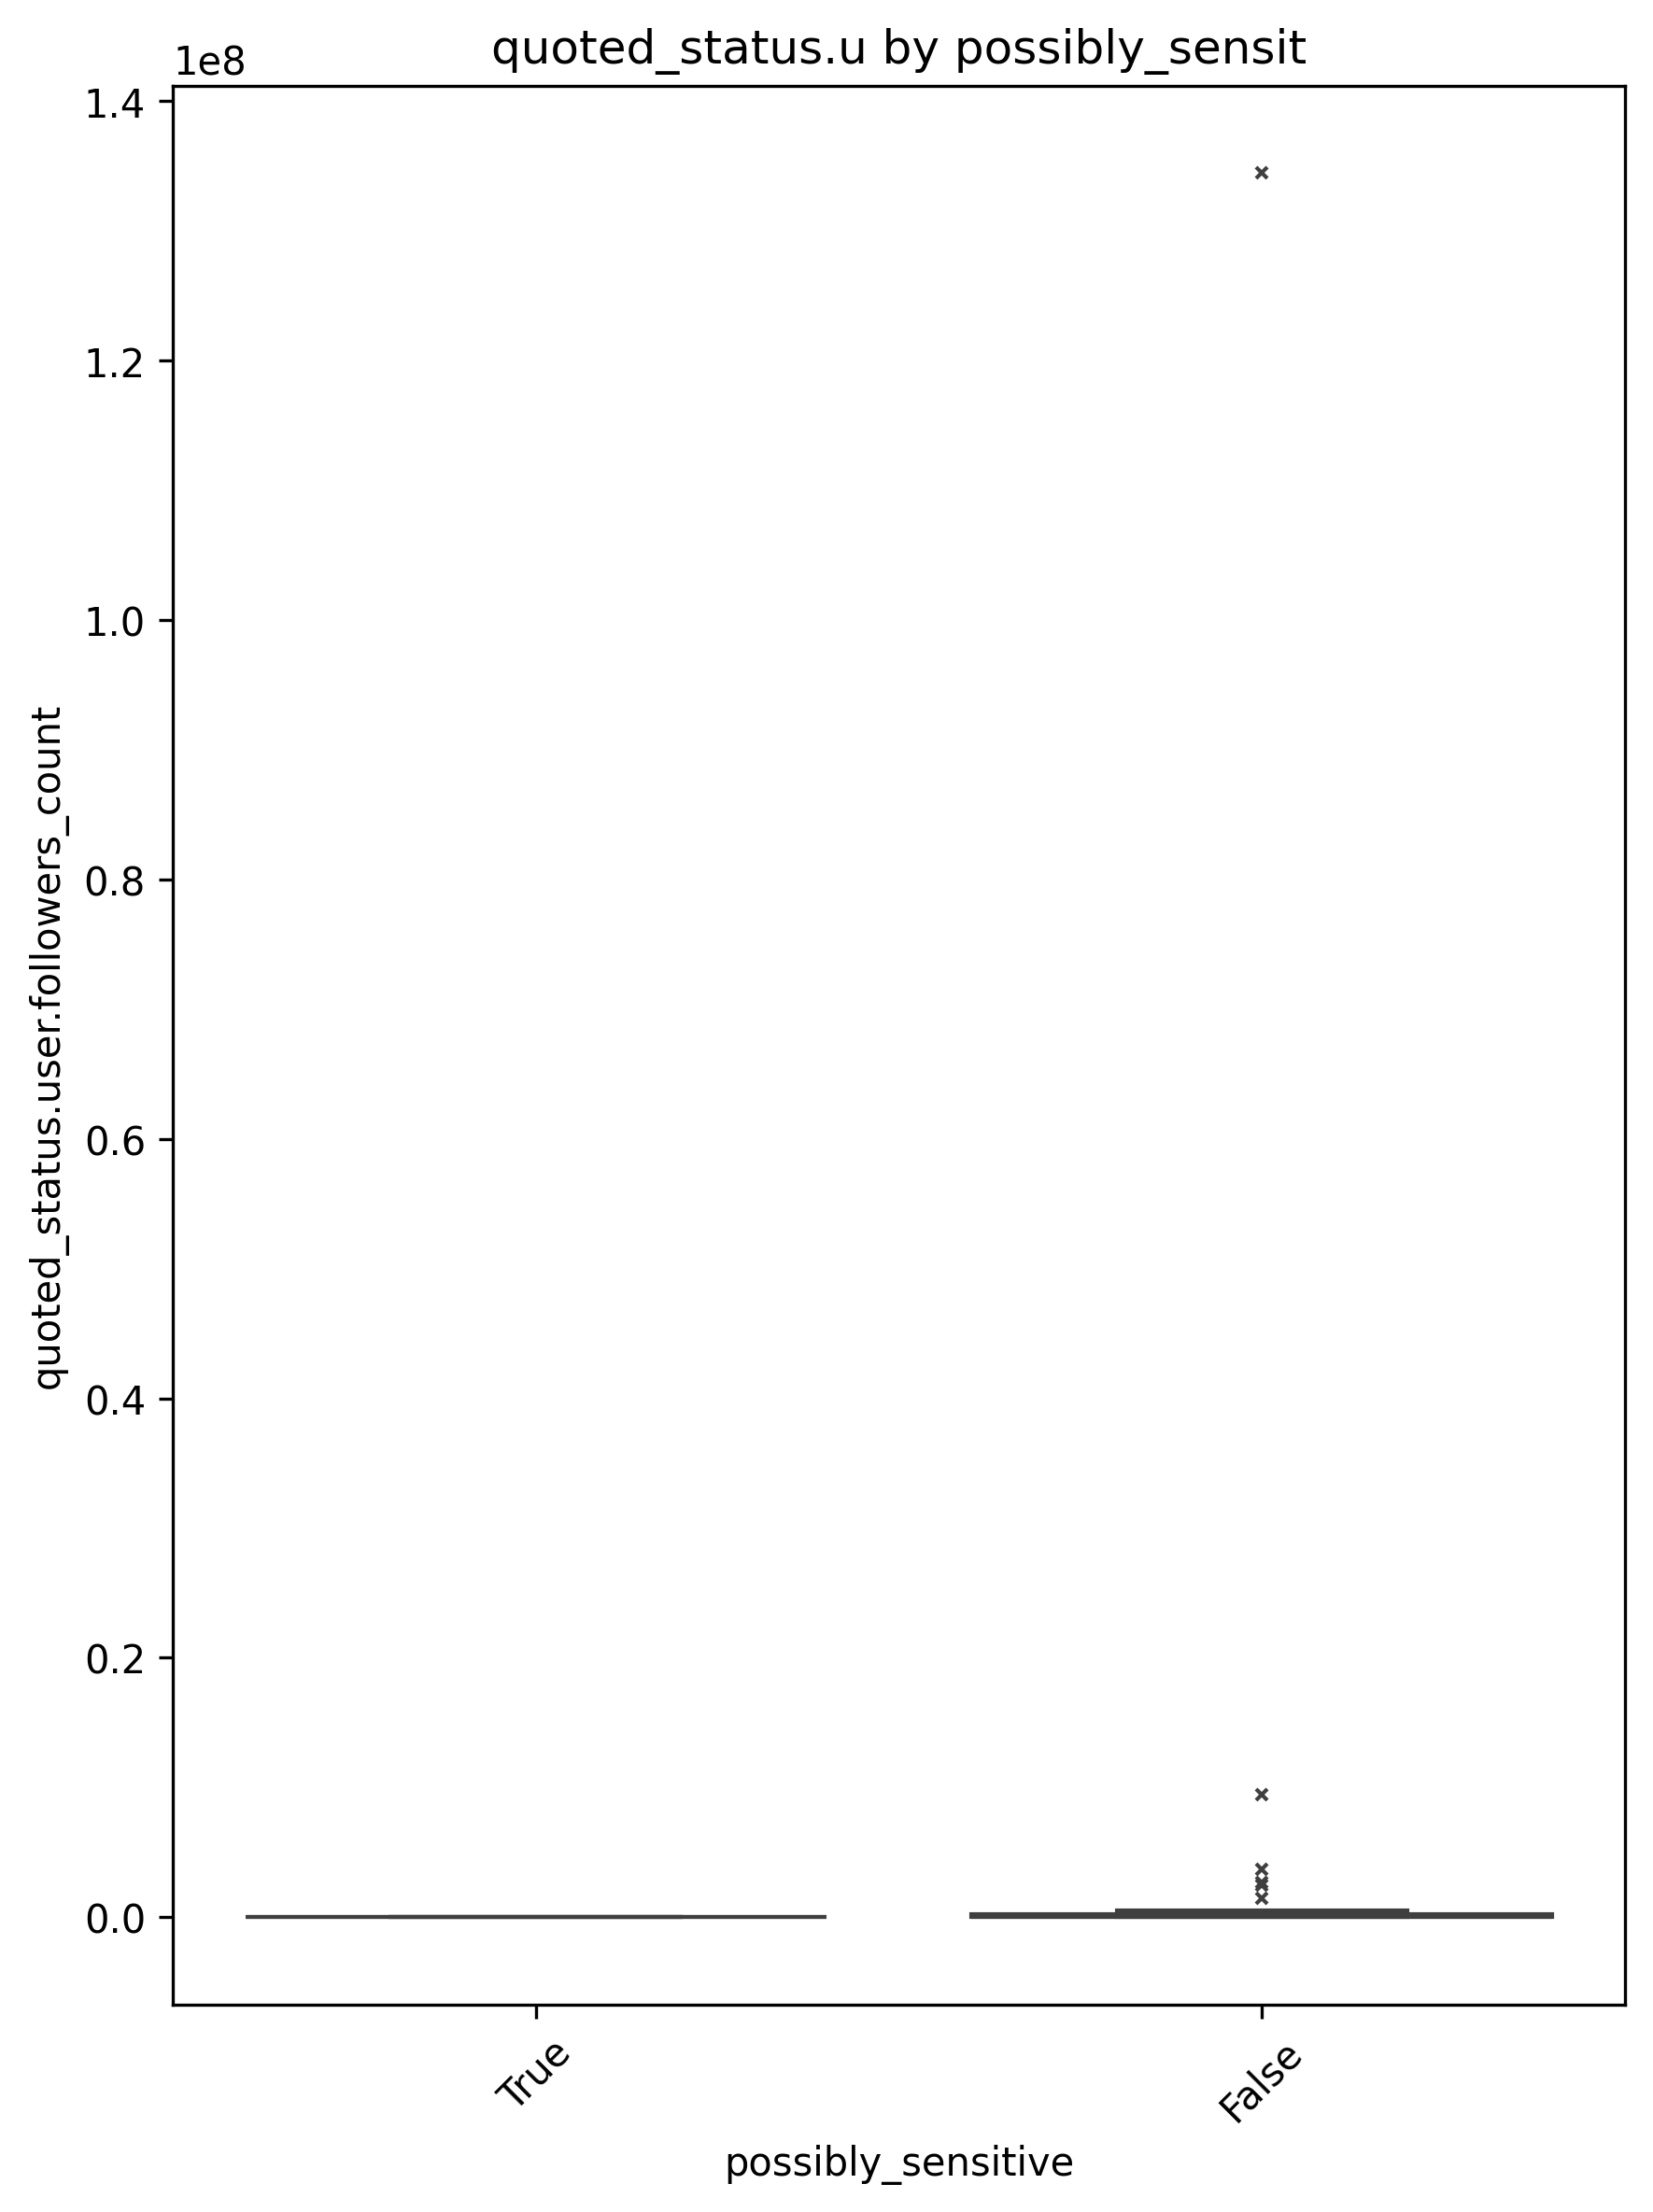 quoted_status.u by possibly_sensit
1e8
1.4
1.2
1.0
0.8
0.6
0.4
0.2
0.0
quoted_status.user.followers_count
True
False
possibly_sensitive